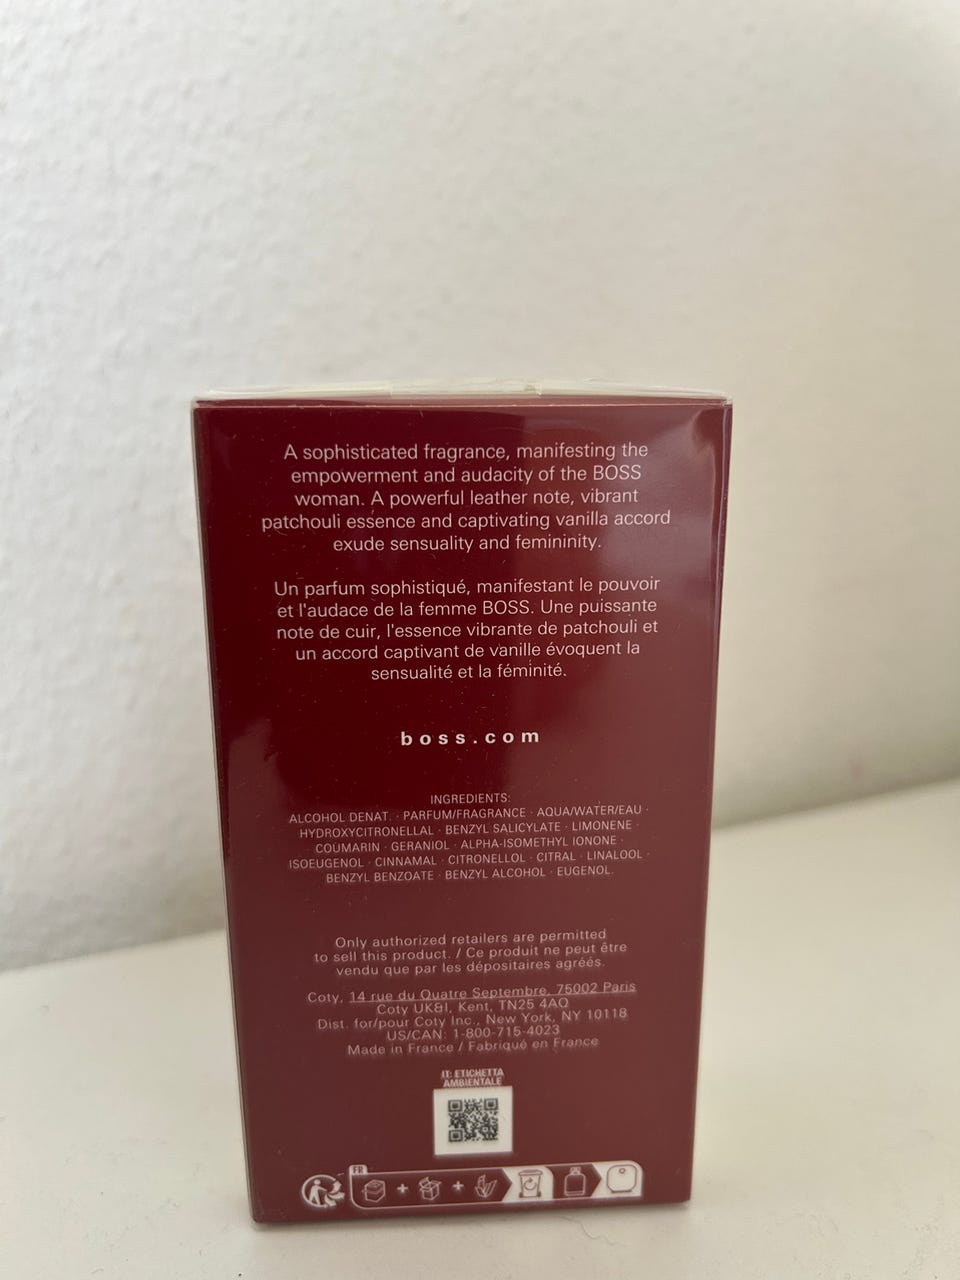 A sophisticated fragrance, manifesting the
empowerment and audacity of the BOSS
woman. A powerful leather note, vibrant
patchouli essence and captivating vanilla accord
exude sensuality and femininity.
Un parfum sophistiqué, manifestant le pouvoir
et l'audace de la femme BOSS. Une puissante
note de cuir, l'essence vibrante de patchouli et
un accord captivant de vanille évoquent la
sensualité et la féminité.
boss.com
INGREDIENTS:
ALCOHOL DENAT. · PARFUM/FRAGRANCE · AQUA/WATER/EAU ·
HYDROXYCITRONELLAL · BENZYL SALICYLATE · LIMONENE ·
COUMARIN · GERANIOL · ALPHA-ISOMETHYL IONONE ·
ISOEUGENOL · CINNAMAL · CITRONELLOL · CITRAL · LINALOOL ·
BENZYL BENZOATE · BENZYL ALCOHOL · EUGENOL.
Only authorized retailers are permitted
to sell this product. / Ce produit ne peut être
vendu que par les dépositaires agréés.
Coty, 14 rue du Quatre Septembre, 75002 Paris
Coty UK&I, Kent, TN25 4AQ
Dist. for/pour Coty Inc., New York, NY 10118
US/CAN: 1-800-715-4023
Made in France / Fabriqué en France
IT: ETICHETTA
AMBIENTALE
FR